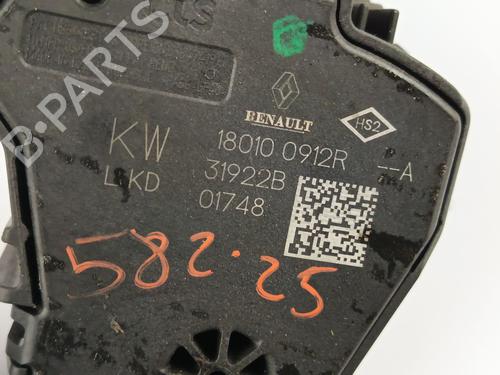 RENAULT
HS2
KW 18010 0912R --A
LKD 31922B
01748
582.25
B-PARTS